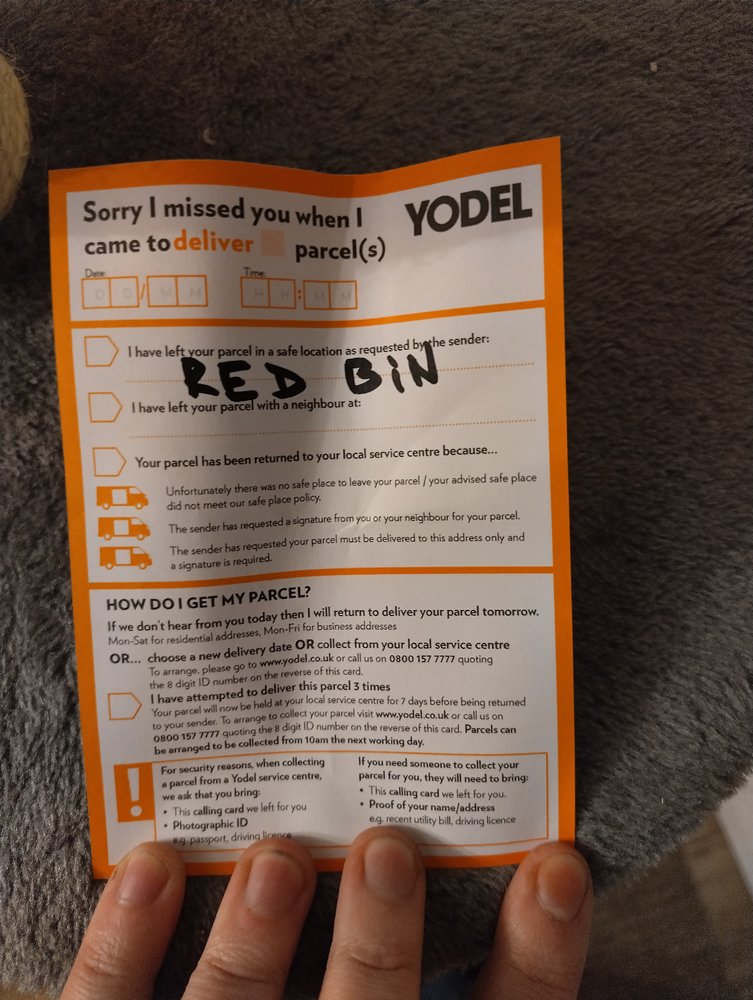 Sorry I missed you when I
came to deliver parcel(s)
YODEL
Date: Time:
D D / M M H H : M M
I have left your parcel in a safe location as requested by the sender:
RED BIN
I have left your parcel with a neighbour at:
Your parcel has been returned to your local service centre because...
Unfortunately there was no safe place to leave your parcel / your advised safe place
did not meet our safe place policy.
The sender has requested a signature from you or your neighbour for your parcel.
The sender has requested your parcel must be delivered to this address only and
a signature is required.
HOW DO I GET MY PARCEL?
If we don't hear from you today then I will return to deliver your parcel tomorrow.
Mon-Sat for residential addresses, Mon-Fri for business addresses
OR... choose a new delivery date OR collect from your local service centre
To arrange, please go to www.yodel.co.uk or call us on 0800 157 7777 quoting
the 8 digit ID number on the reverse of this card.
I have attempted to deliver this parcel 3 times
Your parcel will now be held at your local service centre for 7 days before being returned
to your sender. To arrange to collect your parcel visit www.yodel.co.uk or call us on
0800 157 7777 quoting the 8 digit ID number on the reverse of this card. Parcels can
be arranged to be collected from 10am the next working day.
!
For security reasons, when collecting
a parcel from a Yodel service centre,
we ask that you bring:
• This calling card we left for you
• Photographic ID
e.g. passport, driving licence
If you need someone to collect your
parcel for you, they will need to bring:
• This calling card we left for you.
• Proof of your name/address
e.g. recent utility bill, driving licence